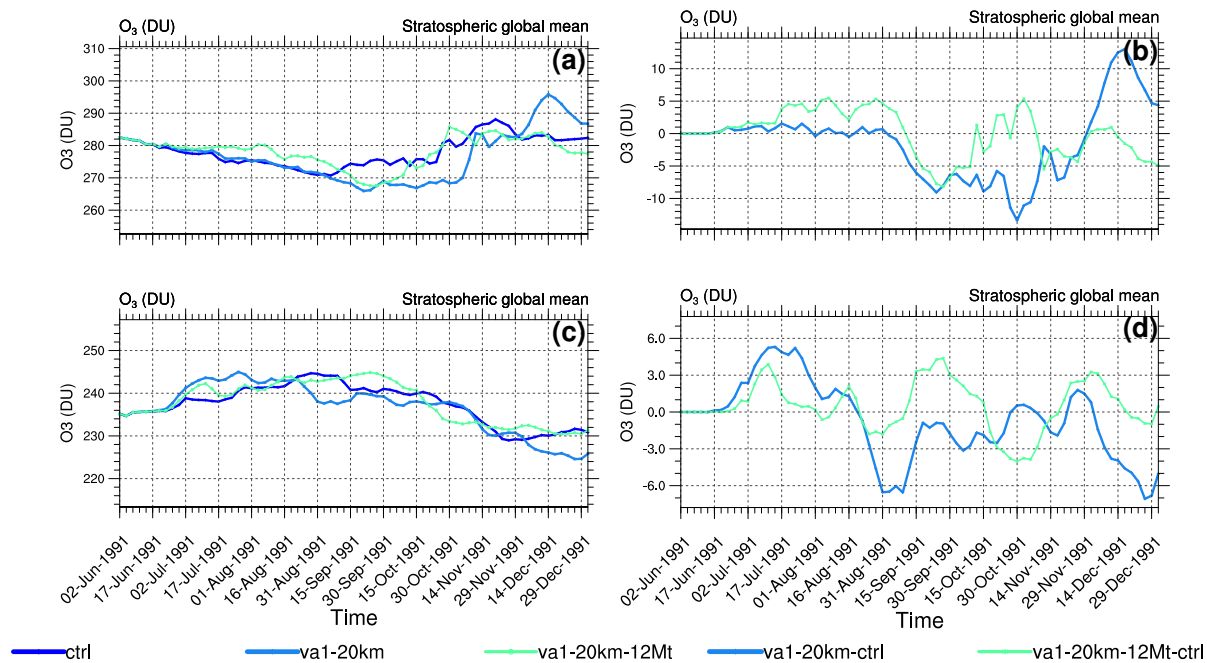 O3 (DU) Stratospheric global mean
(a)
310
300
290
280
270
260
O3 (DU)
O3 (DU) Stratospheric global mean
(b)
10
5
0
-5
-10
O3 (DU)
O3 (DU) Stratospheric global mean
(c)
250
240
230
220
O3 (DU)
02-Jun-1991
17-Jun-1991
02-Jul-1991
17-Jul-1991
01-Aug-1991
16-Aug-1991
31-Aug-1991
15-Sep-1991
30-Sep-1991
15-Oct-1991
30-Oct-1991
14-Nov-1991
29-Nov-1991
14-Dec-1991
29-Dec-1991
Time
O3 (DU) Stratospheric global mean
(d)
6.0
3.0
0.0
-3.0
-6.0
O3 (DU)
02-Jun-1991
17-Jun-1991
02-Jul-1991
17-Jul-1991
01-Aug-1991
16-Aug-1991
31-Aug-1991
15-Sep-1991
30-Sep-1991
15-Oct-1991
30-Oct-1991
14-Nov-1991
29-Nov-1991
14-Dec-1991
29-Dec-1991
Time
ctrl va1-20km va1-20km-12Mt va1-20km-ctrl va1-20km-12Mt-ctrl